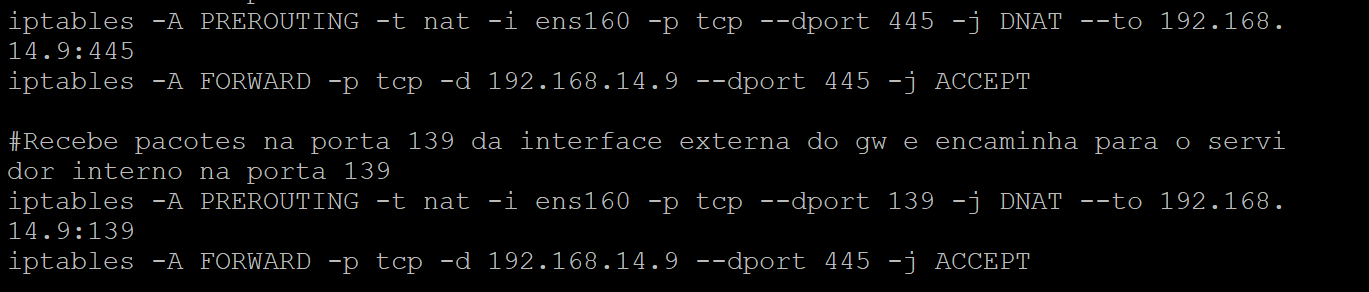 iptables -A PREROUTING -t nat -i ens160 -p tcp --dport 445 -j DNAT --to 192.168.
14.9:445
iptables -A FORWARD -p tcp -d 192.168.14.9 --dport 445 -j ACCEPT
#Recebe pacotes na porta 139 da interface externa do gw e encaminha para o servi
dor interno na porta 139
iptables -A PREROUTING -t nat -i ens160 -p tcp --dport 139 -j DNAT --to 192.168.
14.9:139
iptables -A FORWARD -p tcp -d 192.168.14.9 --dport 445 -j ACCEPT